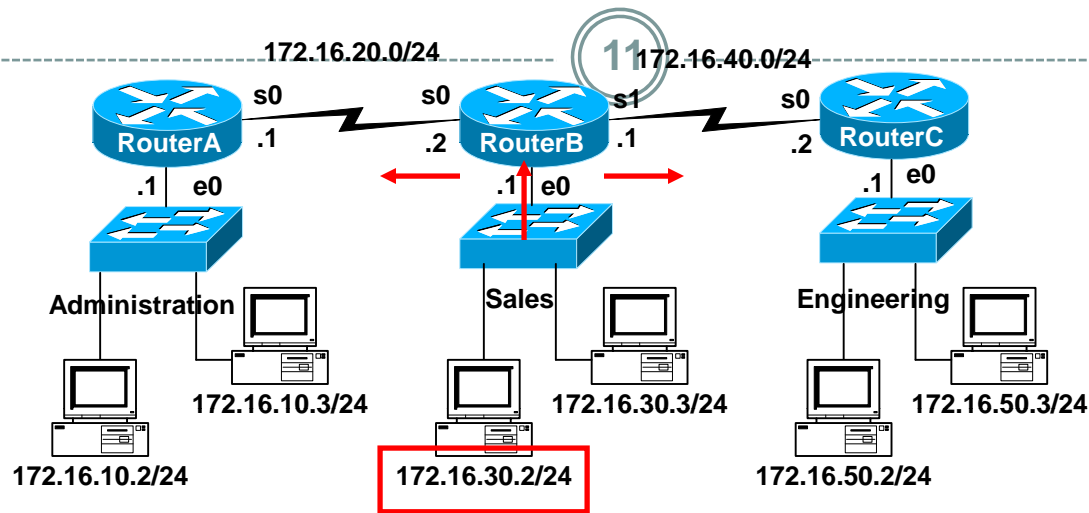 11
172.16.20.0/24
172.16.40.0/24
s0
s0
s1
s0
RouterA
.1
.2
RouterB
.1
.2
RouterC
.1
e0
.1
e0
.1
e0
Administration
Sales
Engineering
172.16.10.3/24
172.16.30.3/24
172.16.50.3/24
172.16.10.2/24
172.16.30.2/24
172.16.50.2/24